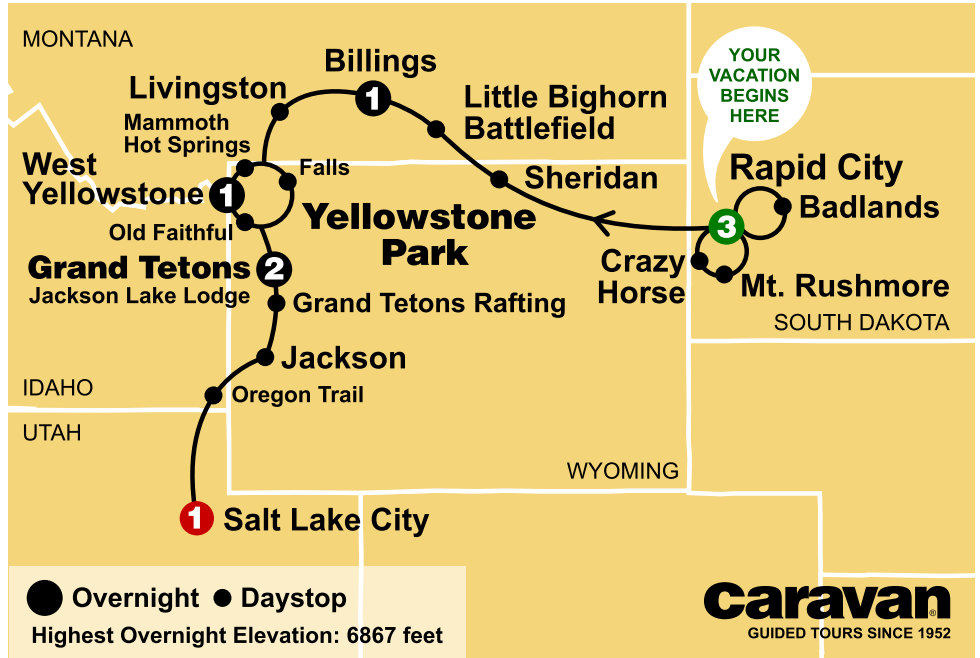 MONTANA
YOUR
VACATION
BEGINS
HERE
Billings
1
Livingston
Little Bighorn
Battlefield
Mammoth
Hot Springs
West
Yellowstone
1
Falls
Sheridan
Rapid City
Badlands
3
Old Faithful
Yellowstone
Park
Grand Tetons
2
Jackson Lake Lodge
Crazy
Horse
Mt. Rushmore
Grand Tetons Rafting
SOUTH DAKOTA
Jackson
IDAHO
Oregon Trail
UTAH
WYOMING
1
Salt Lake City
Overnight
Daystop
Highest Overnight Elevation: 6867 feet
caravan®
GUIDED TOURS SINCE 1952